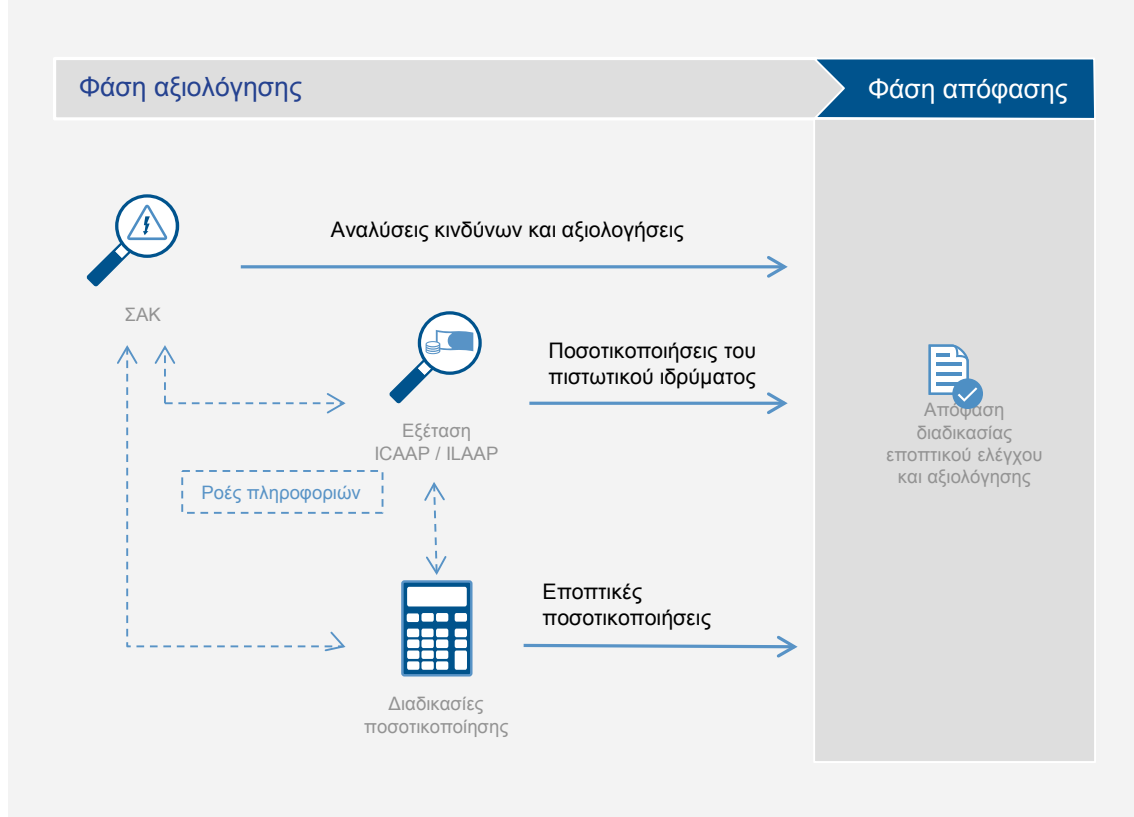 Φάση αξιολόγησης
Φάση απόφασης
Αναλύσεις κινδύνων και αξιολογήσεις
ΣΑΚ
Ποσοτικοποιήσεις του
πιστωτικού ιδρύματος
Εξέταση
ICAAP / ILAAP
Απόφαση
διαδικασίας
εποπτικού ελέγχου
και αξιολόγησης
Ροές πληροφοριών
Εποπτικές
ποσοτικοποιήσεις
Διαδικασίες
ποσοτικοποίησης